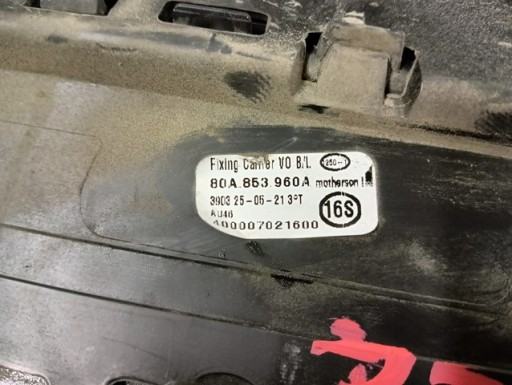 Fixing Carrier VO B/L
80A.853.960A motherson
3903 25-06-21 3°T
AU46
16S
400007021600